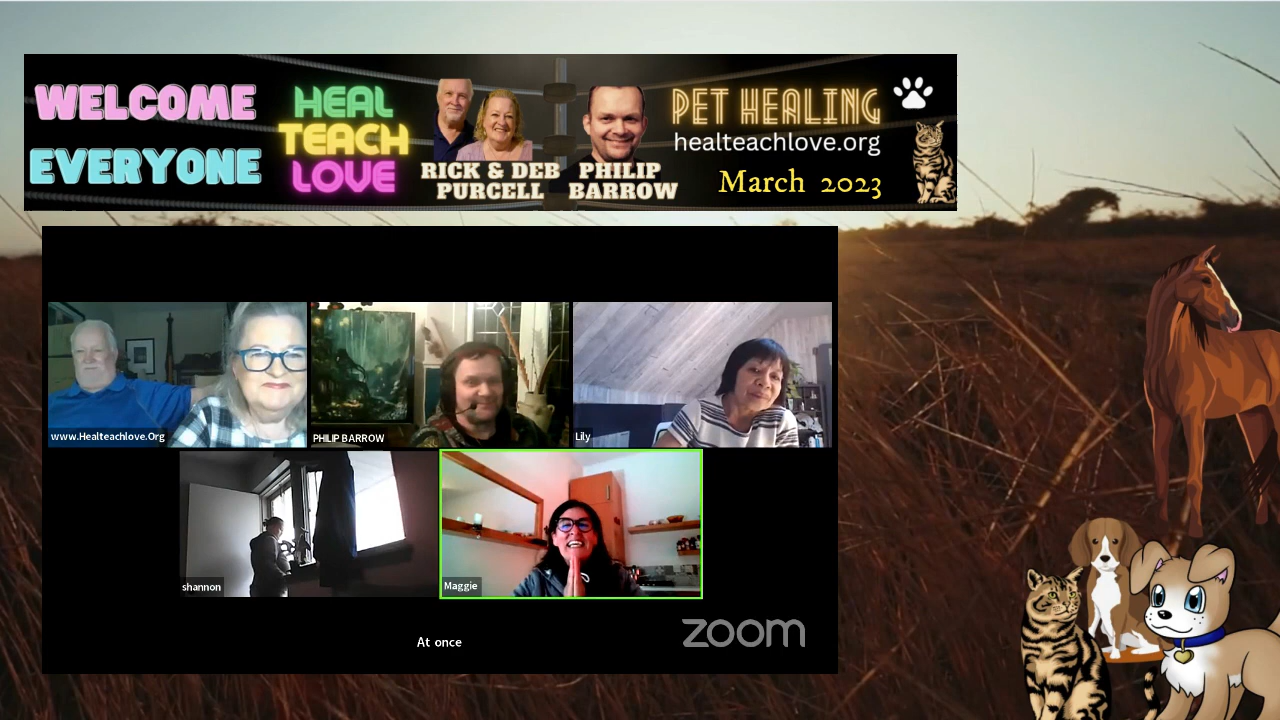 WELCOME
EVERYONE
HEAL
TEACH
LOVE
RICK & DEB
PURCELL
PHILIP
BARROW
PET HEALING
healteachlove.org
March 2023
www.Healteachlove.Org
PHILIP BARROW
Lily
shannon
Maggie
At once
zoom